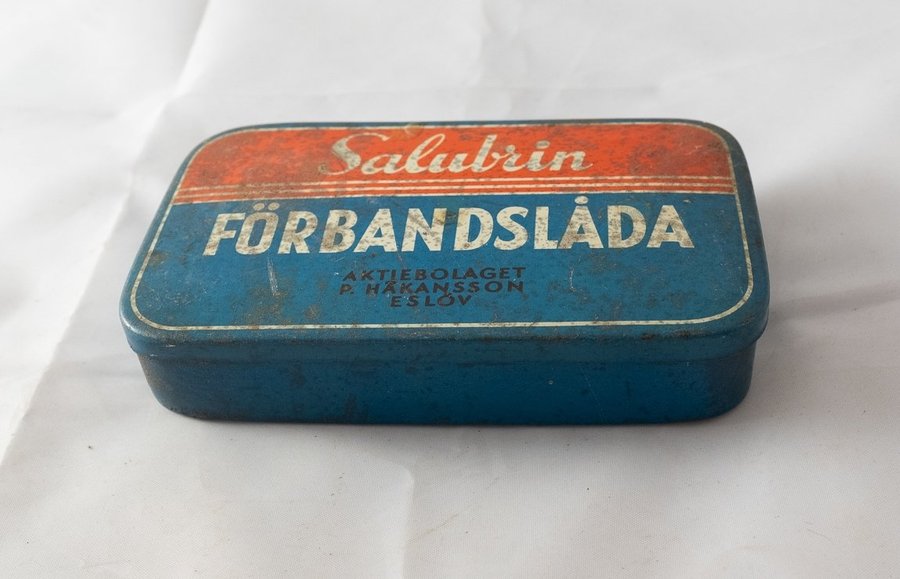 Salubrin
FÖRBANDSLÅDA
AKTIEBOLAGET
P. HÅKANSSON
ESLÖV